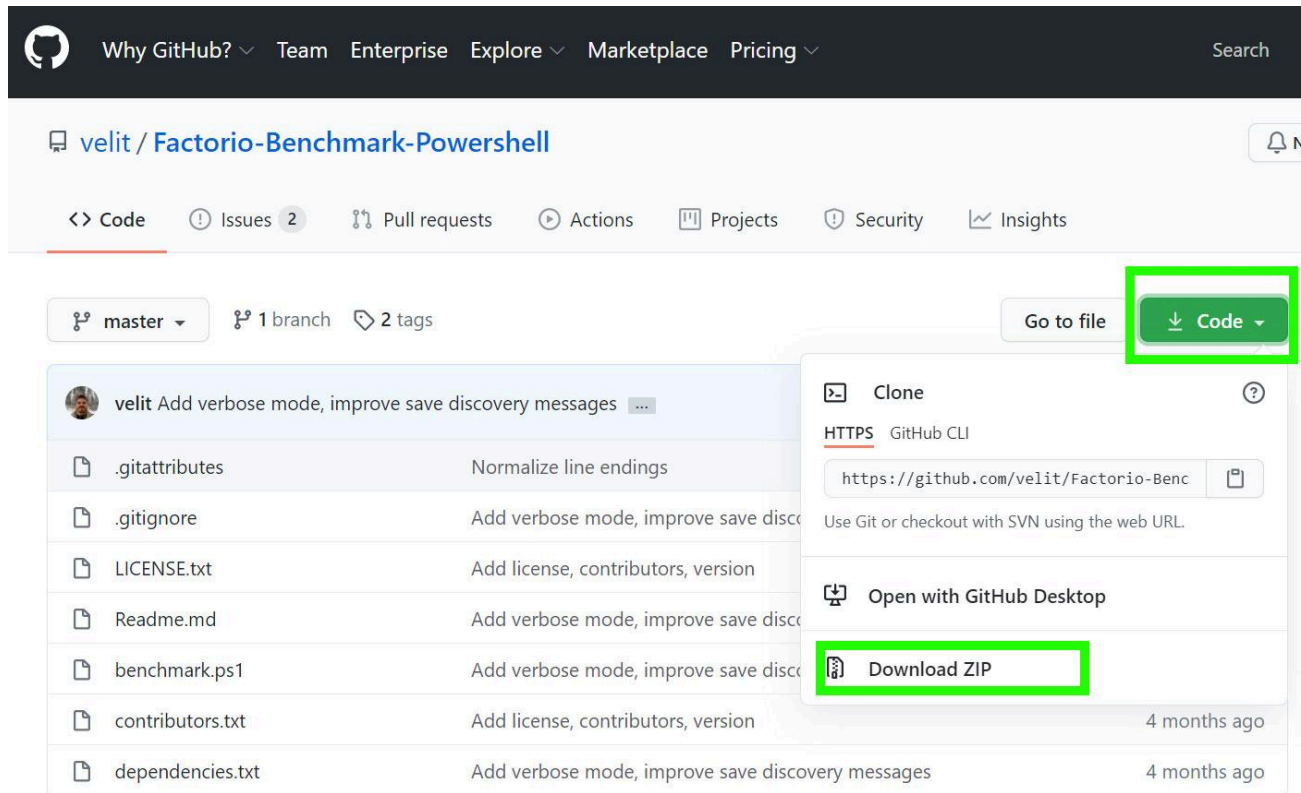 Why GitHub? Team Enterprise Explore Marketplace Pricing Search
velit / Factorio-Benchmark-Powershell
Code Issues 2 Pull requests Actions Projects Security Insights
master 1 branch 2 tags Go to file Code
velit Add verbose mode, improve save discovery messages ...
.gitattributes Normalize line endings
.gitignore Add verbose mode, improve save
LICENSE.txt Add license, contributors, version
Readme.md Add verbose mode, improve save
benchmark.ps1 Add verbose mode, improve save
contributors.txt Add license, contributors, version 4 months ago
dependencies.txt Add verbose mode, improve save discovery messages 4 months ago
Clone
HTTPS GitHub CLI
https://github.com/velit/Factorio-Benc
Use Git or checkout with SVN using the web URL.
Open with GitHub Desktop
Download ZIP